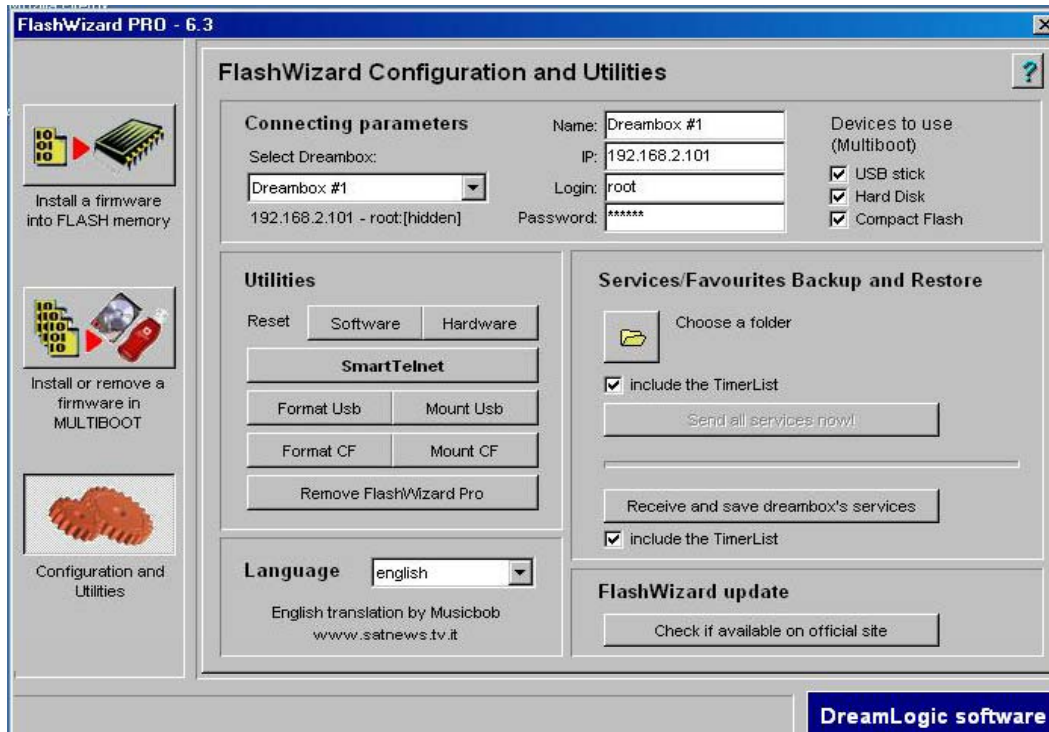 FlashWizard PRO - 6.3
FlashWizard Configuration and Utilities
Install a firmware
into FLASH memory
Install or remove a
firmware in
MULTIBOOT
Configuration and
Utilities
Connecting parameters
Select Dreambox:
Dreambox #1
192.168.2.101 - root:[hidden]
Name: Dreambox #1
IP: 192.168.2.101
Login: root
Password: ******
Devices to use
(Multiboot)
USB stick
Hard Disk
Compact Flash
Utilities
Reset Software Hardware
SmartTelnet
Format Usb Mount Usb
Format CF Mount CF
Remove FlashWizard Pro
Language english
English translation by Musicbob
www.satnews.tv.it
Services/Favourites Backup and Restore
Choose a folder
include the TimerList
Send all services now!
Receive and save dreambox's services
include the TimerList
FlashWizard update
Check if available on official site
DreamLogic software